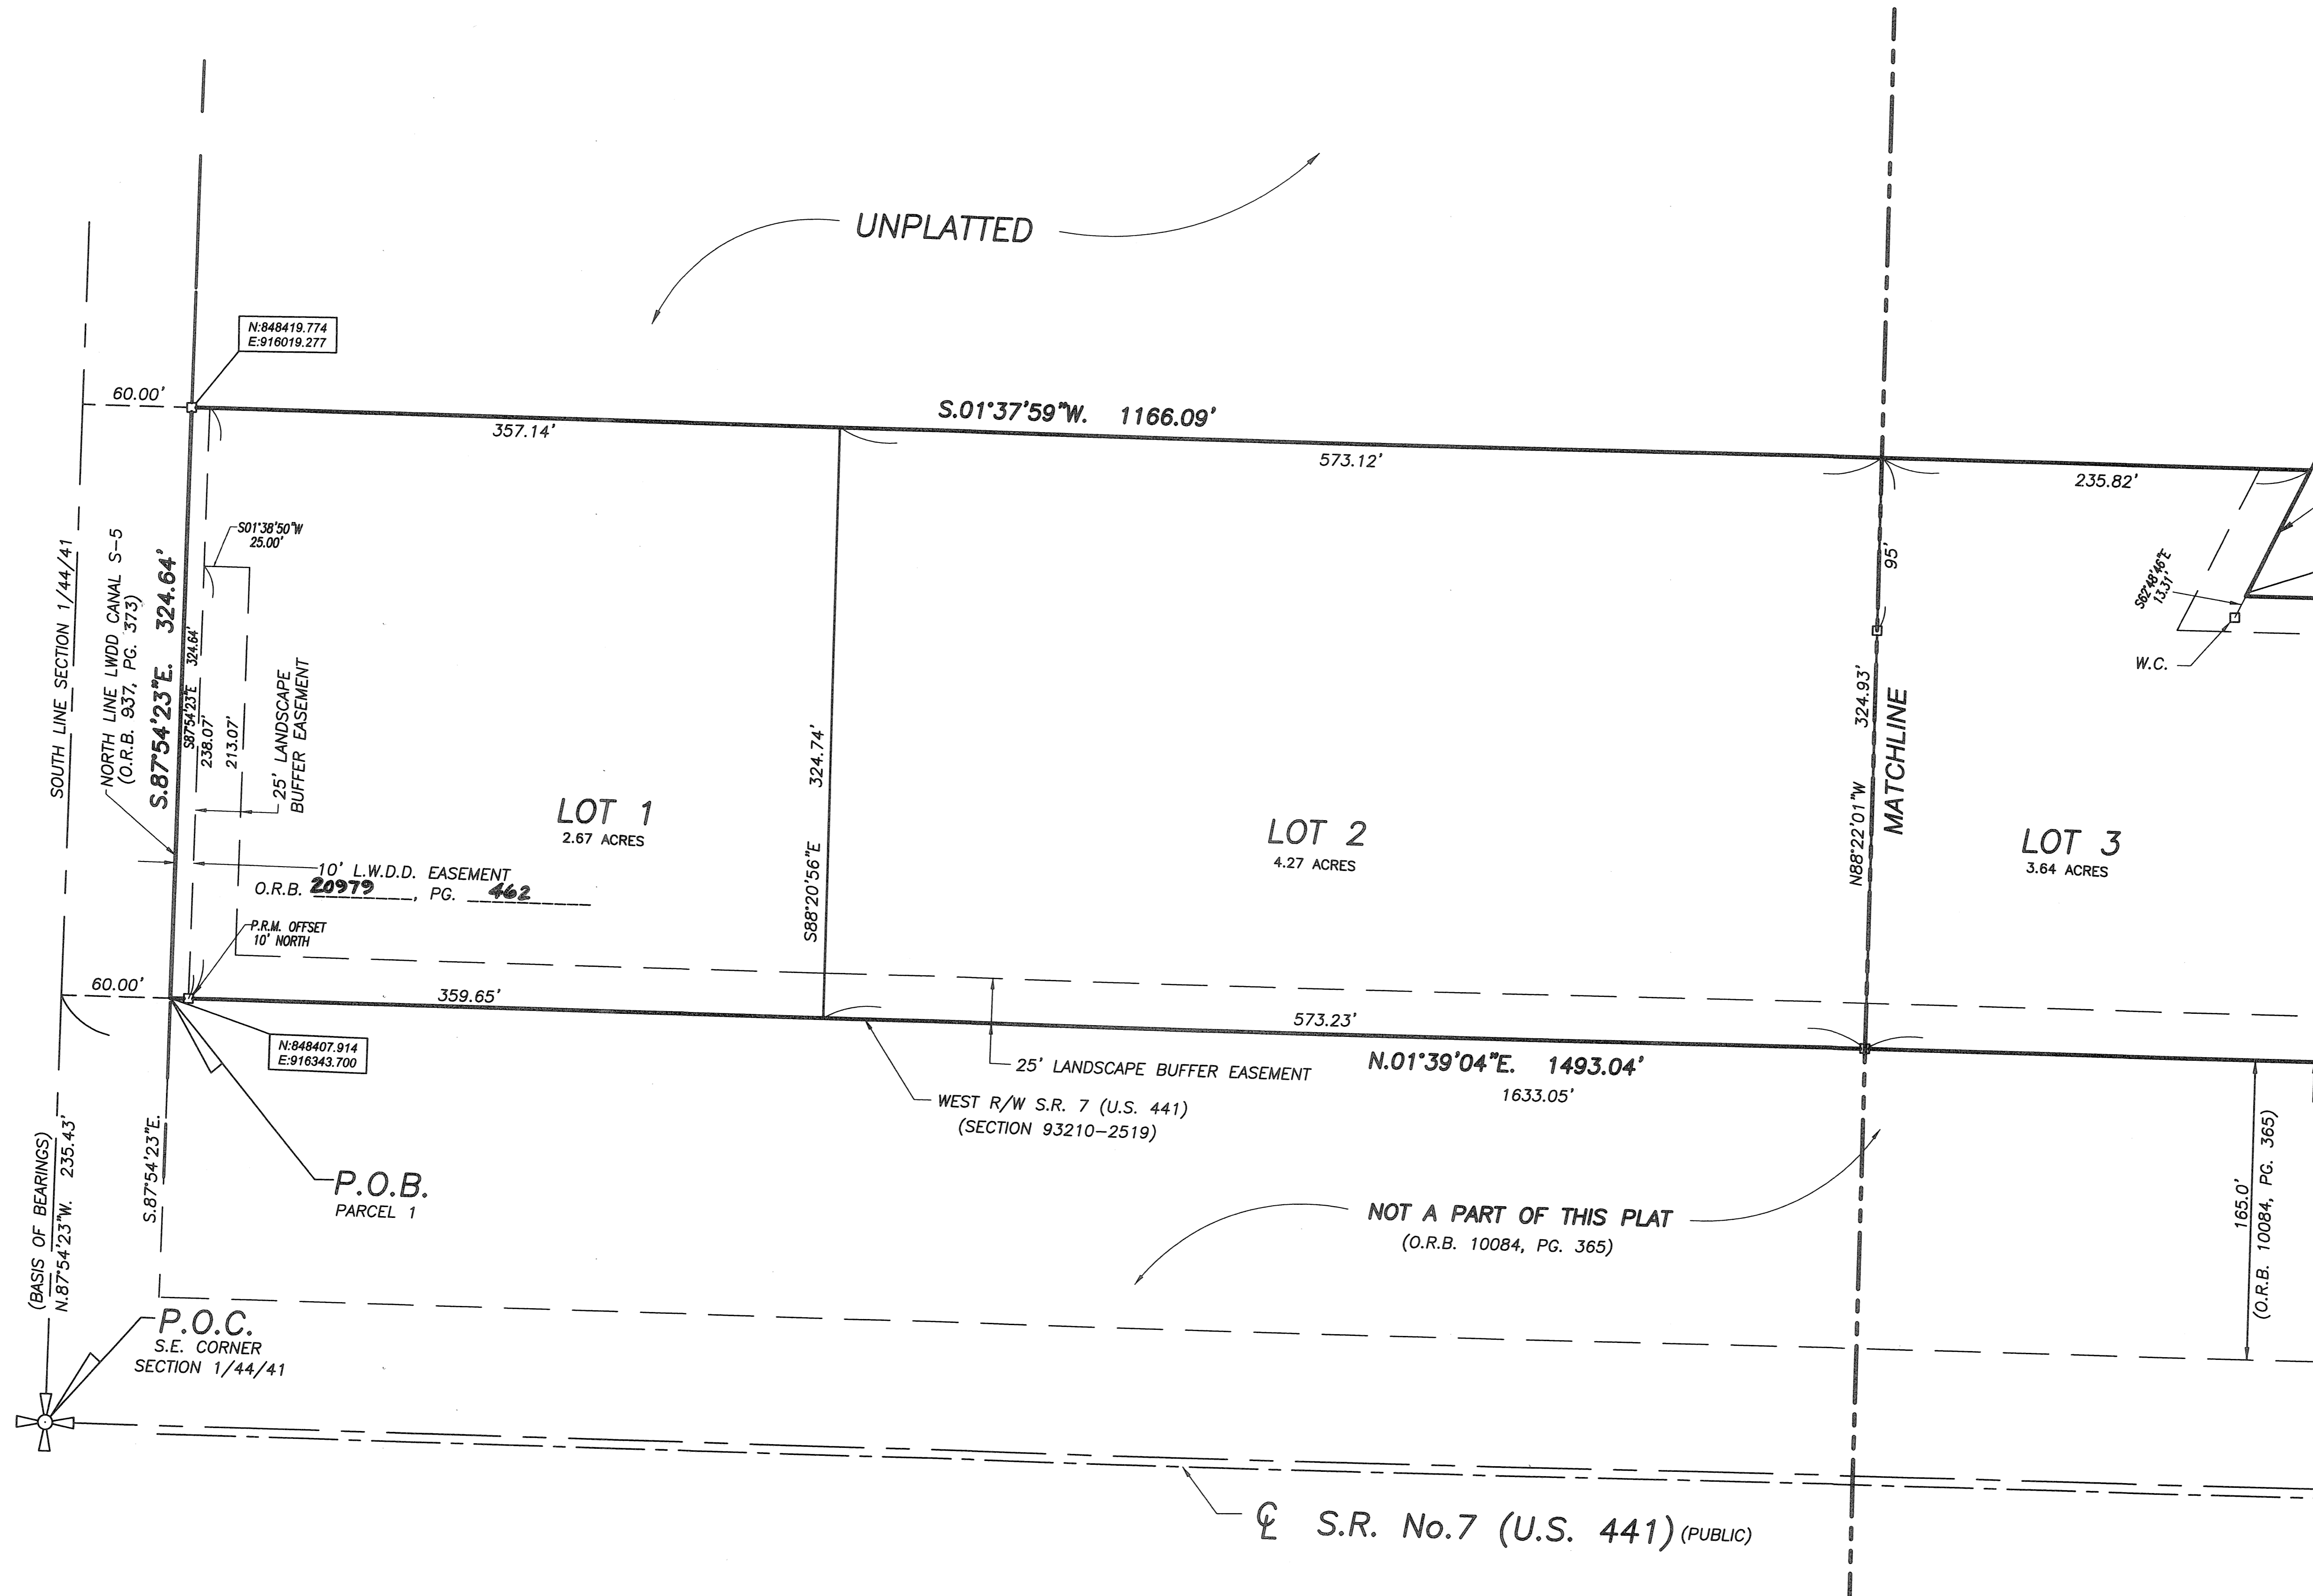 UNPLATTED
N:848419.774
E:916019.277
60.00'
S.01°37'59"W. 1166.09'
357.14'
573.12'
235.82'
S01°38'50"W
25.00'
SOUTH LINE SECTION 1/44/41
NORTH LINE LWDD CANAL S-5
(O.R.B. 937, PG. 373)
S.87°54'23"E. 324.64'
S87°54'23"E 324.64'
238.07'
213.07'
25' LANDSCAPE
BUFFER EASEMENT
95'
S62°48'46"E
13.31'
W.C.
324.74'
S88°20'56"E
324.93'
N88°22'01"W
MATCHLINE
LOT 1
2.67 ACRES
LOT 2
4.27 ACRES
LOT 3
3.64 ACRES
10' L.W.D.D. EASEMENT
O.R.B. 20979, PG. 462
P.R.M. OFFSET
10' NORTH
60.00'
359.65'
573.23'
N:848407.914
E:916343.700
25' LANDSCAPE BUFFER EASEMENT
N.01°39'04"E. 1493.04'
1633.05'
WEST R/W S.R. 7 (U.S. 441)
(SECTION 93210-2519)
(BASIS OF BEARINGS)
N.87°54'23"W. 235.43'
S.87°54'23"E.
P.O.B.
PARCEL 1
NOT A PART OF THIS PLAT
(O.R.B. 10084, PG. 365)
165.0'
(O.R.B. 10084, PG. 365)
P.O.C.
S.E. CORNER
SECTION 1/44/41
℄ S.R. No.7 (U.S. 441) (PUBLIC)